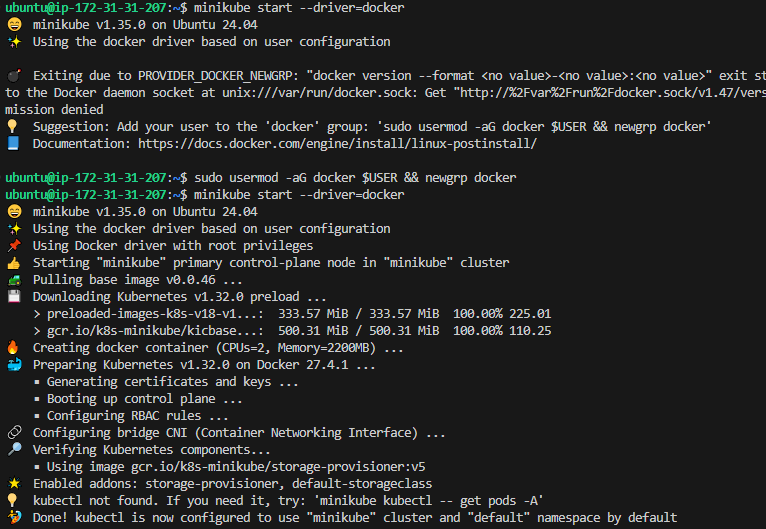 ubuntu@ip-172-31-31-207:~$ minikube start --driver=docker
😄  minikube v1.35.0 on Ubuntu 24.04
✨  Using the docker driver based on user configuration
💣  Exiting due to PROVIDER_DOCKER_NEWGRP: "docker version --format <no value>-<no value>:<no value>" exit st
to the Docker daemon socket at unix:///var/run/docker.sock: Get "http://%2Fvar%2Frun%2Fdocker.sock/v1.47/vers
mission denied
💡  Suggestion: Add your user to the 'docker' group: 'sudo usermod -aG docker $USER && newgrp docker'
📘  Documentation: https://docs.docker.com/engine/install/linux-postinstall/
ubuntu@ip-172-31-31-207:~$ sudo usermod -aG docker $USER && newgrp docker
ubuntu@ip-172-31-31-207:~$ minikube start --driver=docker
😄  minikube v1.35.0 on Ubuntu 24.04
✨  Using the docker driver based on user configuration
📌  Using Docker driver with root privileges
👍  Starting "minikube" primary control-plane node in "minikube" cluster
🚜  Pulling base image v0.0.46 ...
💾  Downloading Kubernetes v1.32.0 preload ...
    > preloaded-images-k8s-v18-v1...:  333.57 MiB / 333.57 MiB  100.00% 225.01
    > gcr.io/k8s-minikube/kicbase...:  500.31 MiB / 500.31 MiB  100.00% 110.25
🔥  Creating docker container (CPUs=2, Memory=2200MB) ...
🐳  Preparing Kubernetes v1.32.0 on Docker 27.4.1 ...
    ▪ Generating certificates and keys ...
    ▪ Booting up control plane ...
    ▪ Configuring RBAC rules ...
🔗  Configuring bridge CNI (Container Networking Interface) ...
🔎  Verifying Kubernetes components...
    ▪ Using image gcr.io/k8s-minikube/storage-provisioner:v5
🌟  Enabled addons: storage-provisioner, default-storageclass
💡  kubectl not found. If you need it, try: 'minikube kubectl -- get pods -A'
🏄  Done! kubectl is now configured to use "minikube" cluster and "default" namespace by default